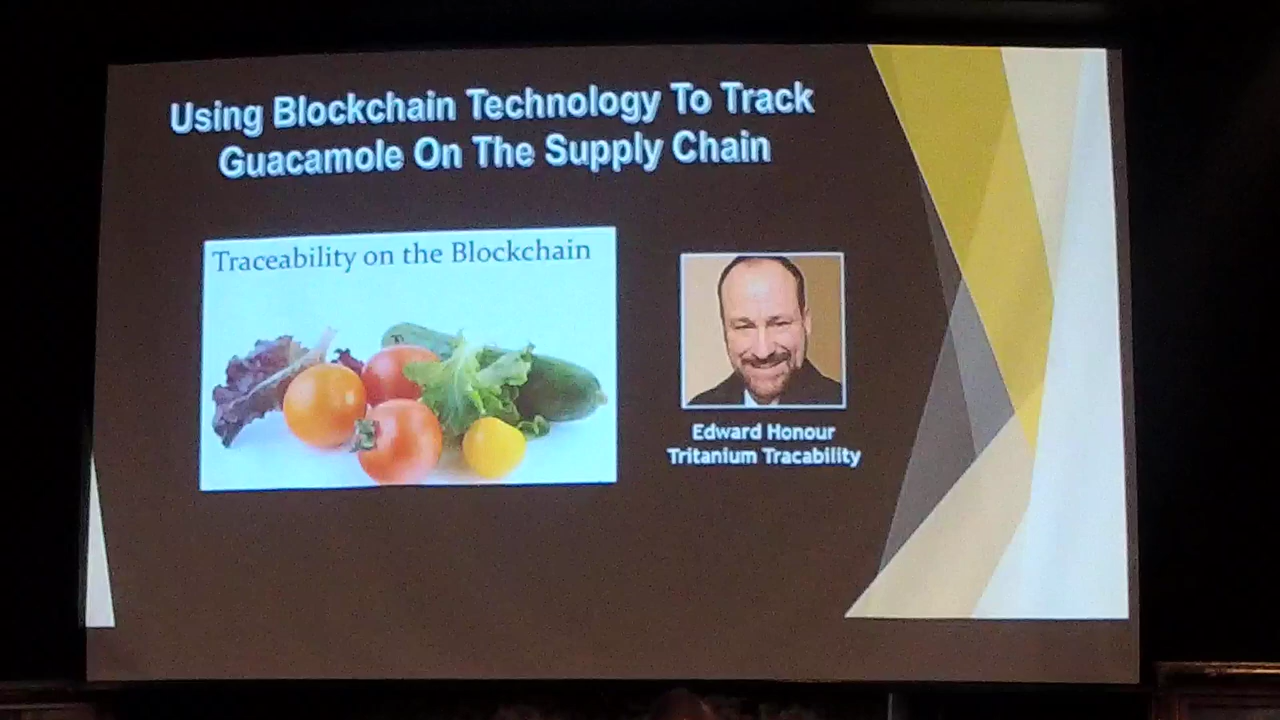 Using Blockchain Technology To Track
Guacamole On The Supply Chain
Traceability on the Blockchain
Edward Honour
Tritanium Tracability